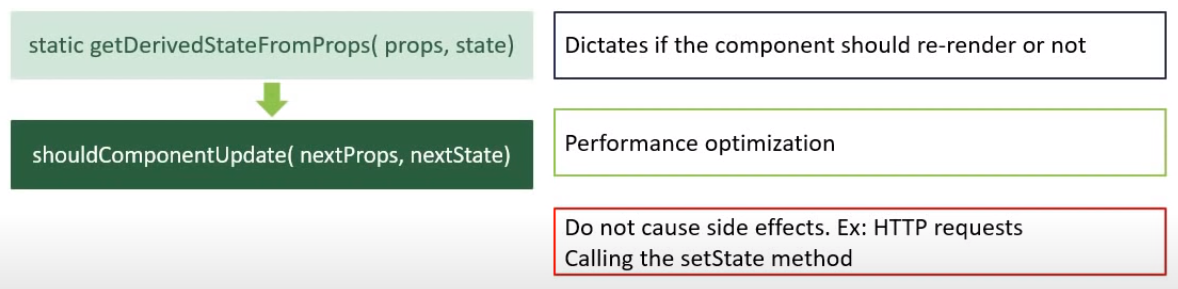 static getDerivedStateFromProps( props, state)
shouldComponentUpdate( nextProps, nextState)
Dictates if the component should re-render or not
Performance optimization
Do not cause side effects. Ex: HTTP requests
Calling the setState method